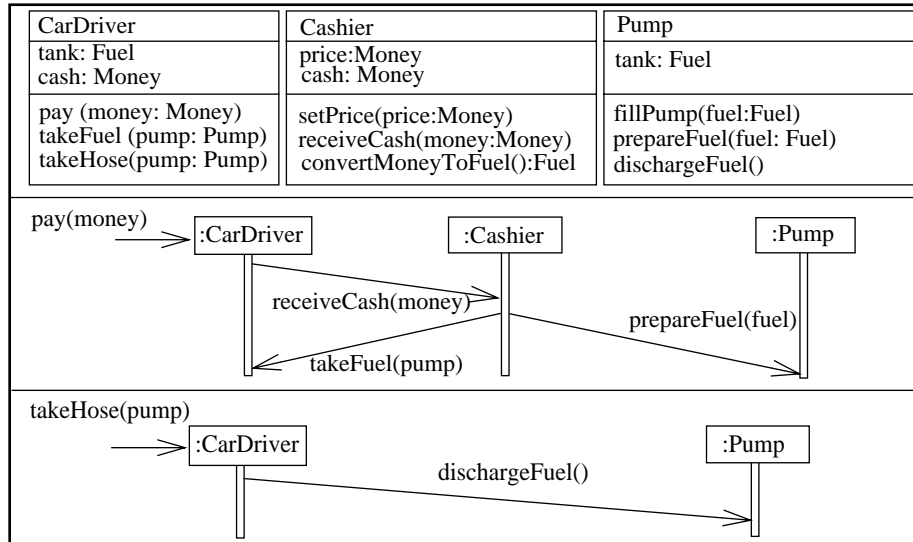 CarDriver
tank: Fuel
cash: Money
pay (money: Money)
takeFuel (pump: Pump)
takeHose(pump: Pump)
Cashier
price:Money
cash: Money
setPrice(price:Money)
receiveCash(money:Money)
convertMoneyToFuel():Fuel
Pump
tank: Fuel
fillPump(fuel:Fuel)
prepareFuel(fuel: Fuel)
dischargeFuel()
pay(money)
:CarDriver
:Cashier
:Pump
receiveCash(money)
prepareFuel(fuel)
takeFuel(pump)
takeHose(pump)
:CarDriver
:Pump
dischargeFuel()